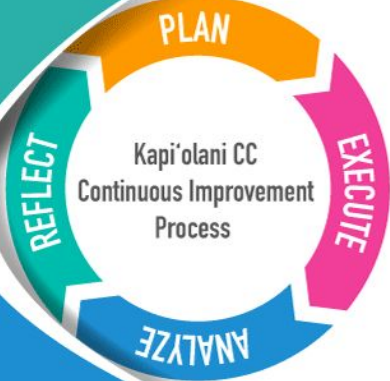 PLAN
EXECUTE
ANALYZE
REFLECT
Kapi‘olani CC
Continuous Improvement
Process